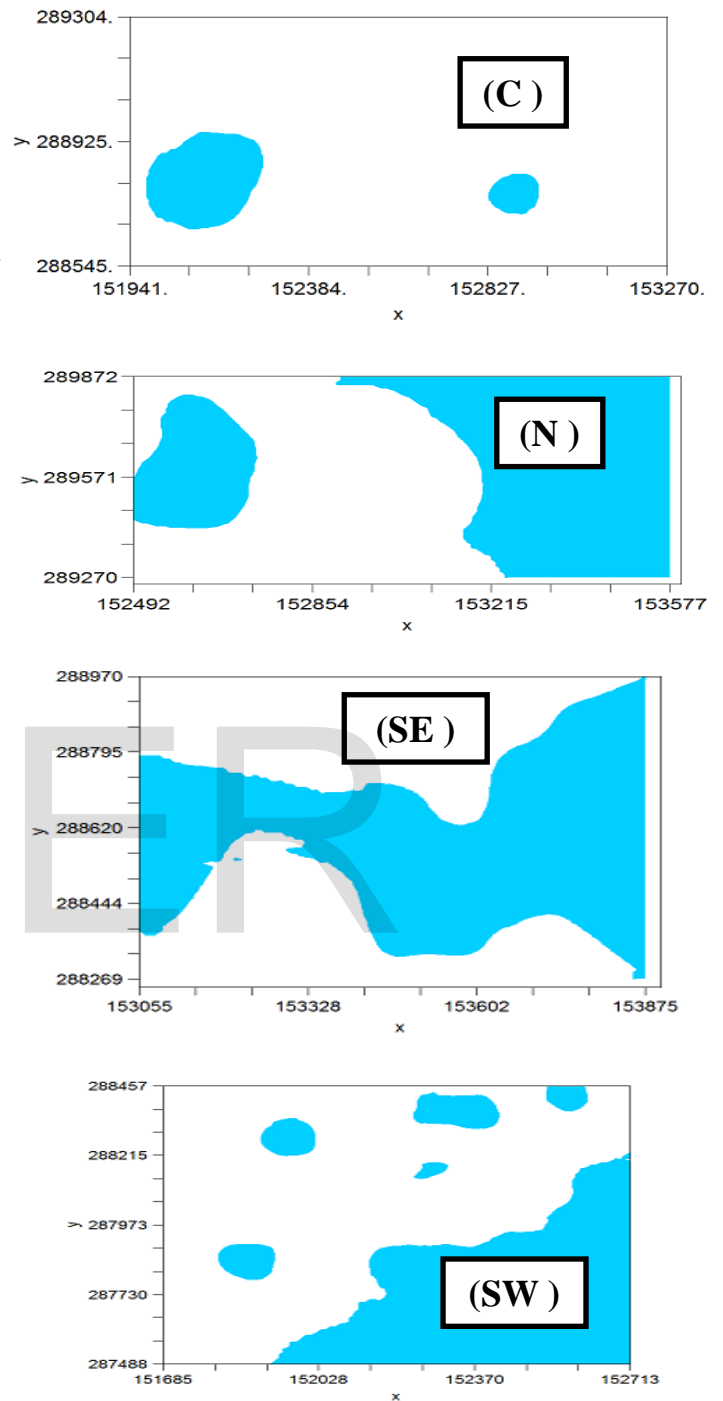 289304.
(C )
y 288925.
288545.
151941. 152384. 152827. 153270.
x
289872
(N )
y 289571
289270
152492 152854 153215 153577
x
288970
(SE )
288795
y 288620
288444
288269
153055 153328 153602 153875
x
ER
288457
288215
y 287973
287730
(SW )
287488
151685 152028 152370 152713
x